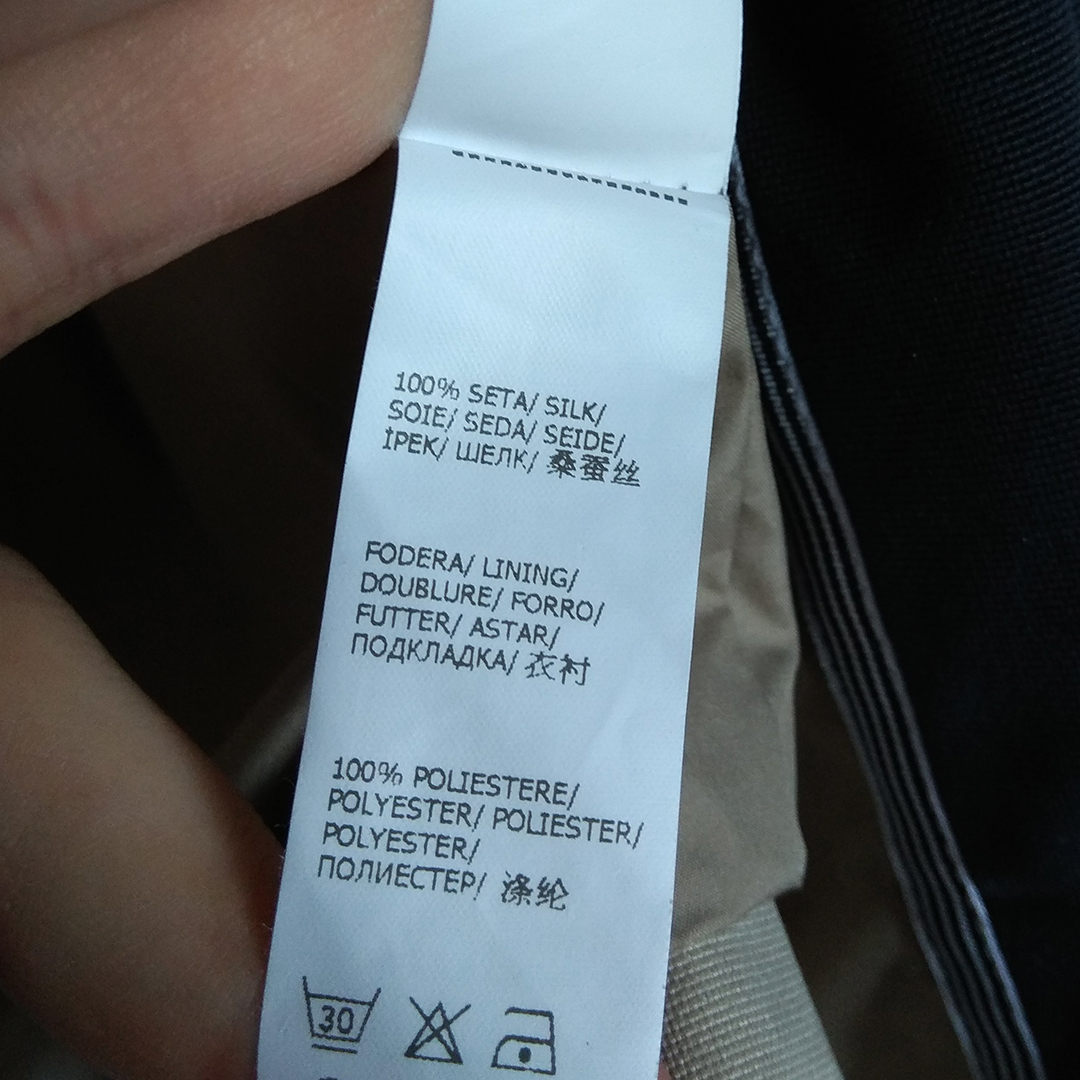 100% SETA/ SILK/
SOIE/ SEDA/ SEIDE/
İPEK/ ШЕЛК/ 桑蚕丝
FODERA/ LINING/
DOUBLURE/ FORRO/
FUTTER/ ASTAR/
ПОДКЛАДКА/ 衣衬
100% POLIESTERE/
POLYESTER/ POLIESTER/
POLYESTER/
ПОЛИЕСТЕР/ 涤纶
30